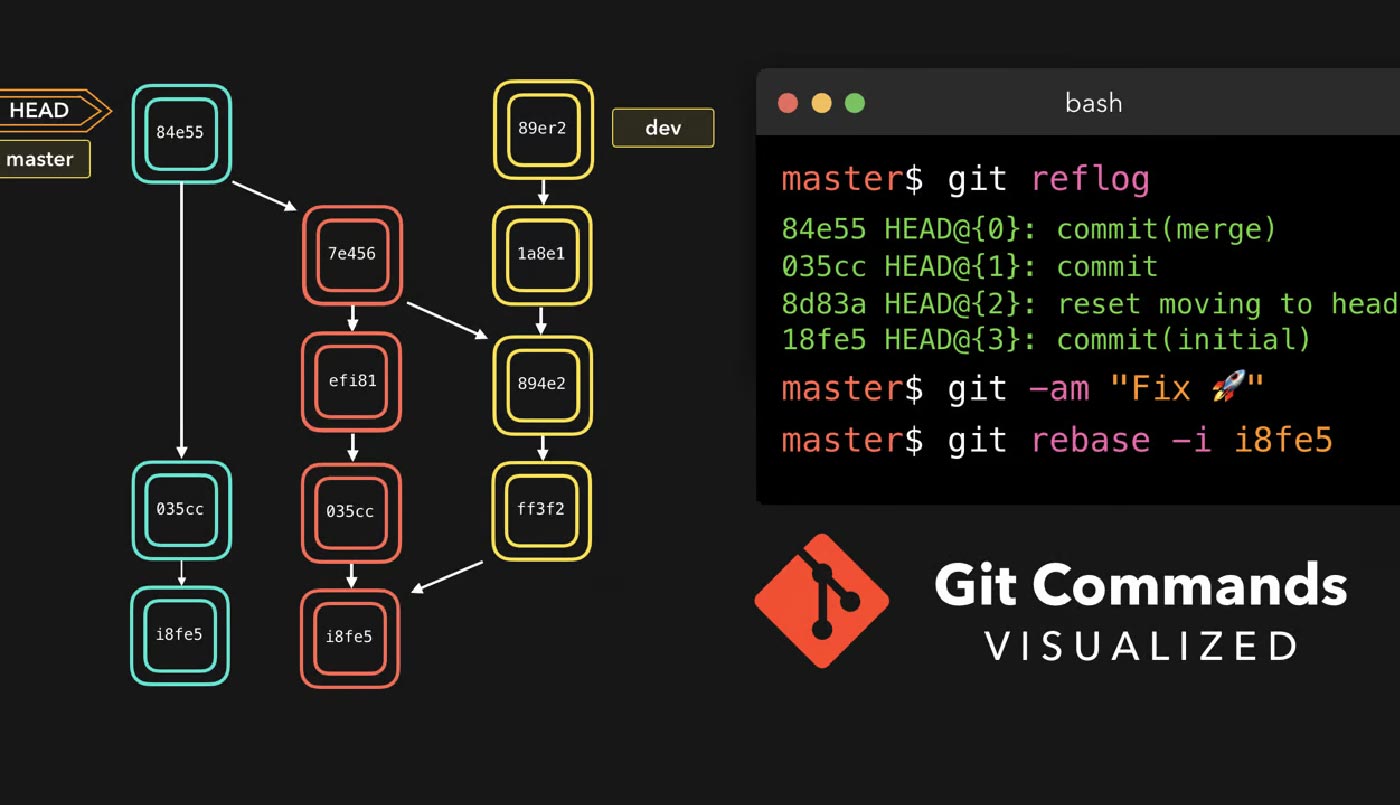 HEAD
master
84e55
7e456
efi81
035cc
035cc
i8fe5
i8fe5
89er2
dev
1a8e1
894e2
ff3f2
bash
master$ git reflog
84e55 HEAD@{0}: commit(merge)
035cc HEAD@{1}: commit
8d83a HEAD@{2}: reset moving to head
18fe5 HEAD@{3}: commit(initial)
master$ git -am "Fix 🚀"
master$ git rebase -i i8fe5
Git Commands
VISUALIZED